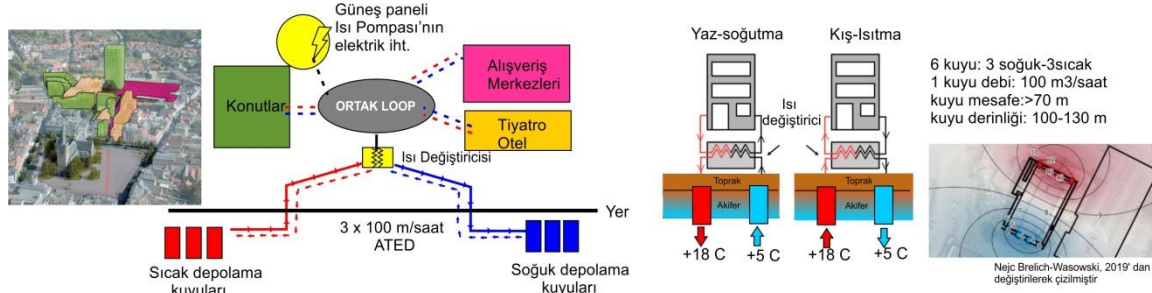 Güneş paneli
Isı Pompası'nın
elektrik iht.
Konutlar
ORTAK LOOP
Alışveriş
Merkezleri
Tiyatro
Otel
Isı Değiştiricisi
Yer
3 x 100 m/saat
ATED
Sıcak depolama
kuyuları
Soğuk depolama
kuyuları
Yaz-soğutma
Kış-Isıtma
Isı
değiştirici
Toprak
Akifer
Toprak
Akifer
+18 C
+5 C
+18 C
+5 C
6 kuyu: 3 soğuk-3sıcak
1 kuyu debi: 100 m3/saat
kuyu mesafe:>70 m
kuyu derinliği: 100-130 m
Nejc Brelich-Wasowski, 2019' dan
değiştirilerek çizilmiştir